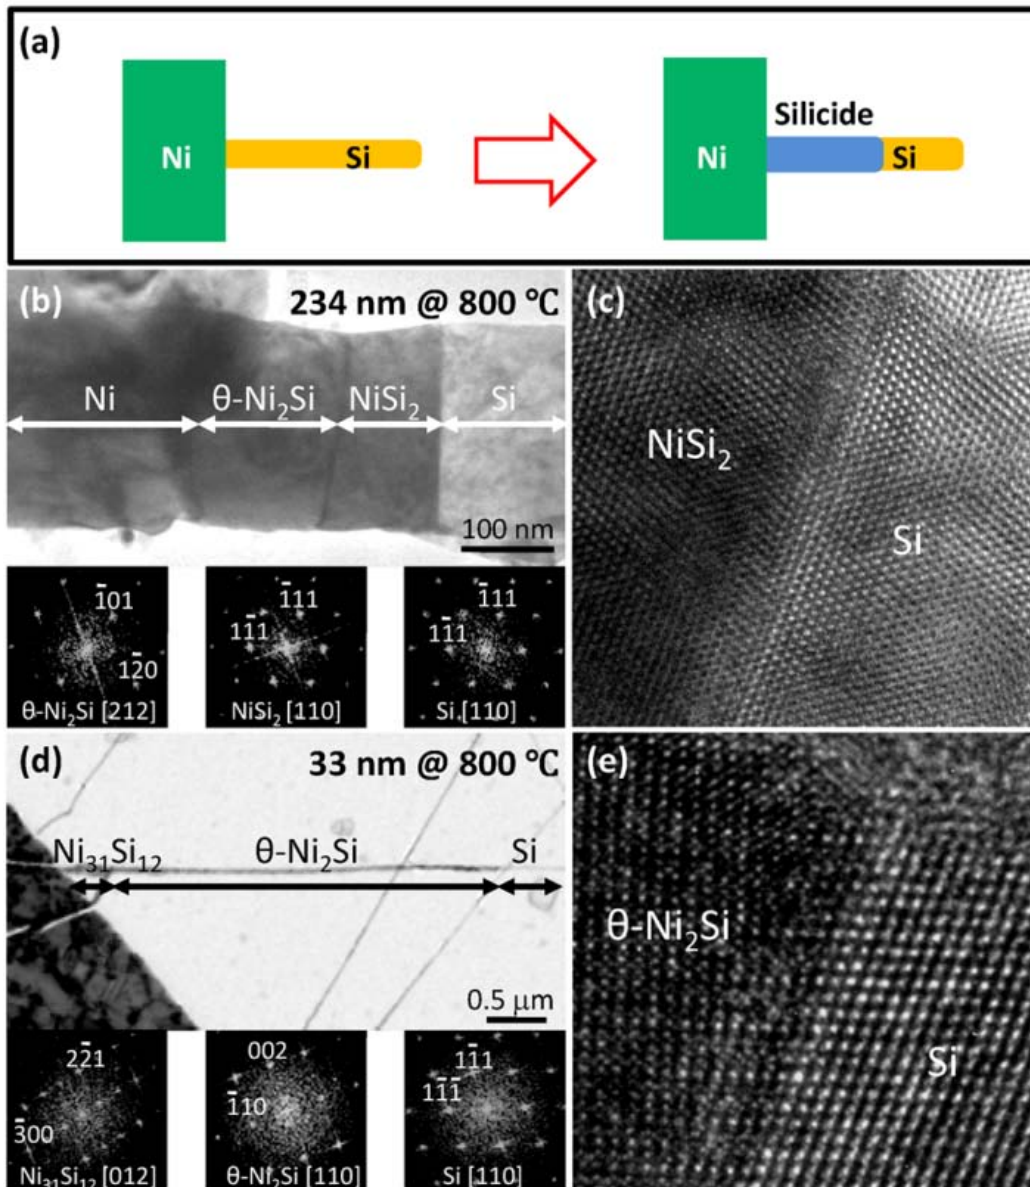 (a)
Ni
Si
Silicide
Ni
Si
(b)
234 nm @ 800 ℃
Ni
θ-Ni₂Si
NiSi₂
Si
100 nm
1̅01
12̅0
θ-Ni₂Si [212]
1̅11
11̅1
NiSi₂ [110]
1̅11
11̅1
Si [110]
(c)
NiSi₂
Si
(d)
33 nm @ 800 ℃
Ni₃₁Si₁₂
θ-Ni₂Si
Si
0.5 μm
22̅1
3̅00
Ni₃₁Si₁₂ [012]
002
1̅10
θ-Ni₂Si [110]
11̅1
11̅1̅
Si [110]
(e)
θ-Ni₂Si
Si